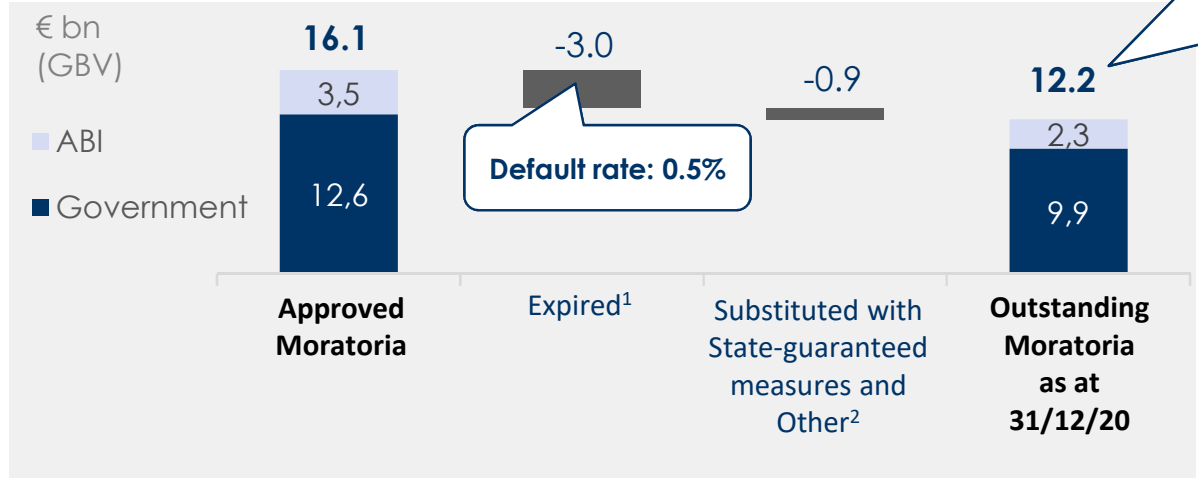 € bn
(GBV)
16.1
-3.0
-0.9
12.2
3,5
2,3
ABI
Default rate: 0.5%
Government
12,6
9,9
Approved
Moratoria
Expired1
Substituted with
State-guaranteed
measures and
Other2
Outstanding
Moratoria
as at
31/12/20